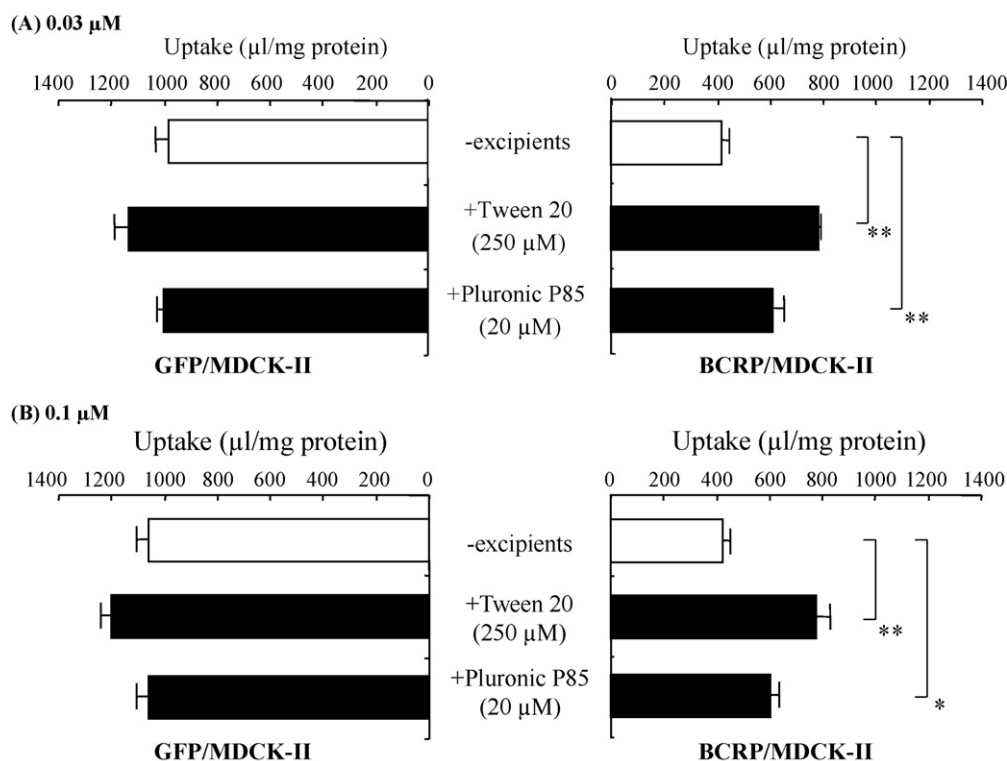 (A) 0.03 µM
Uptake (µl/mg protein)
Uptake (µl/mg protein)
1400 1200 1000 800 600 400 200 0
0 200 400 600 800 1000 1200 1400
-excipients
+Tween 20
(250 µM)
**
+Pluronic P85
(20 µM)
**
GFP/MDCK-II
BCRP/MDCK-II
(B) 0.1 µM
Uptake (µl/mg protein)
Uptake (µl/mg protein)
1400 1200 1000 800 600 400 200 0
0 200 400 600 800 1000 1200 1400
-excipients
+Tween 20
(250 µM)
**
+Pluronic P85
(20 µM)
*
GFP/MDCK-II
BCRP/MDCK-II